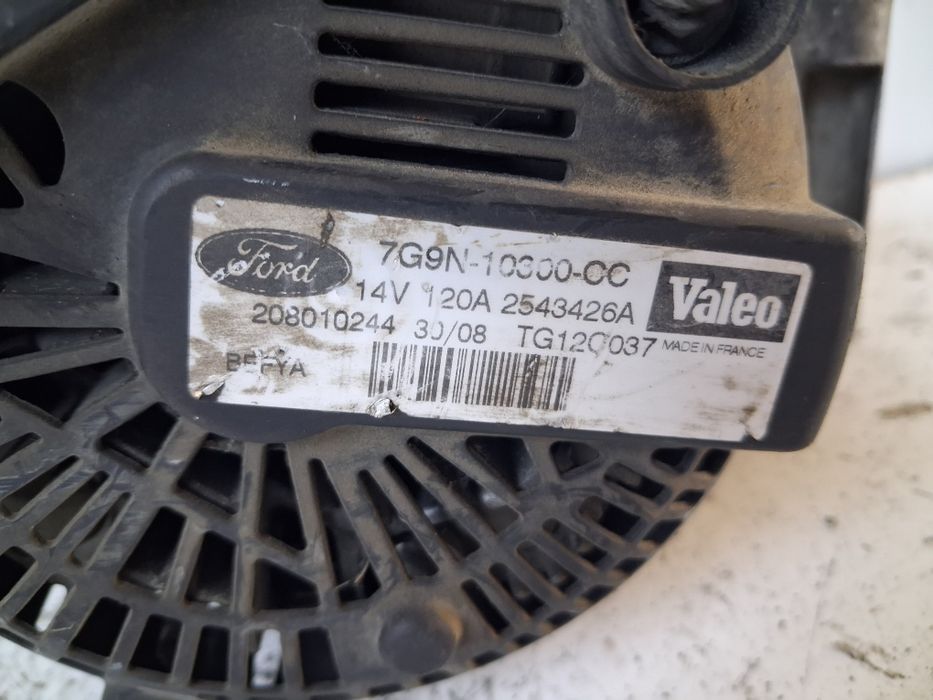 Ford 7G9N-10300-CC Valeo
14V 120A 2543426A
208010244 30/08 TG12C037 MADE IN FRANCE